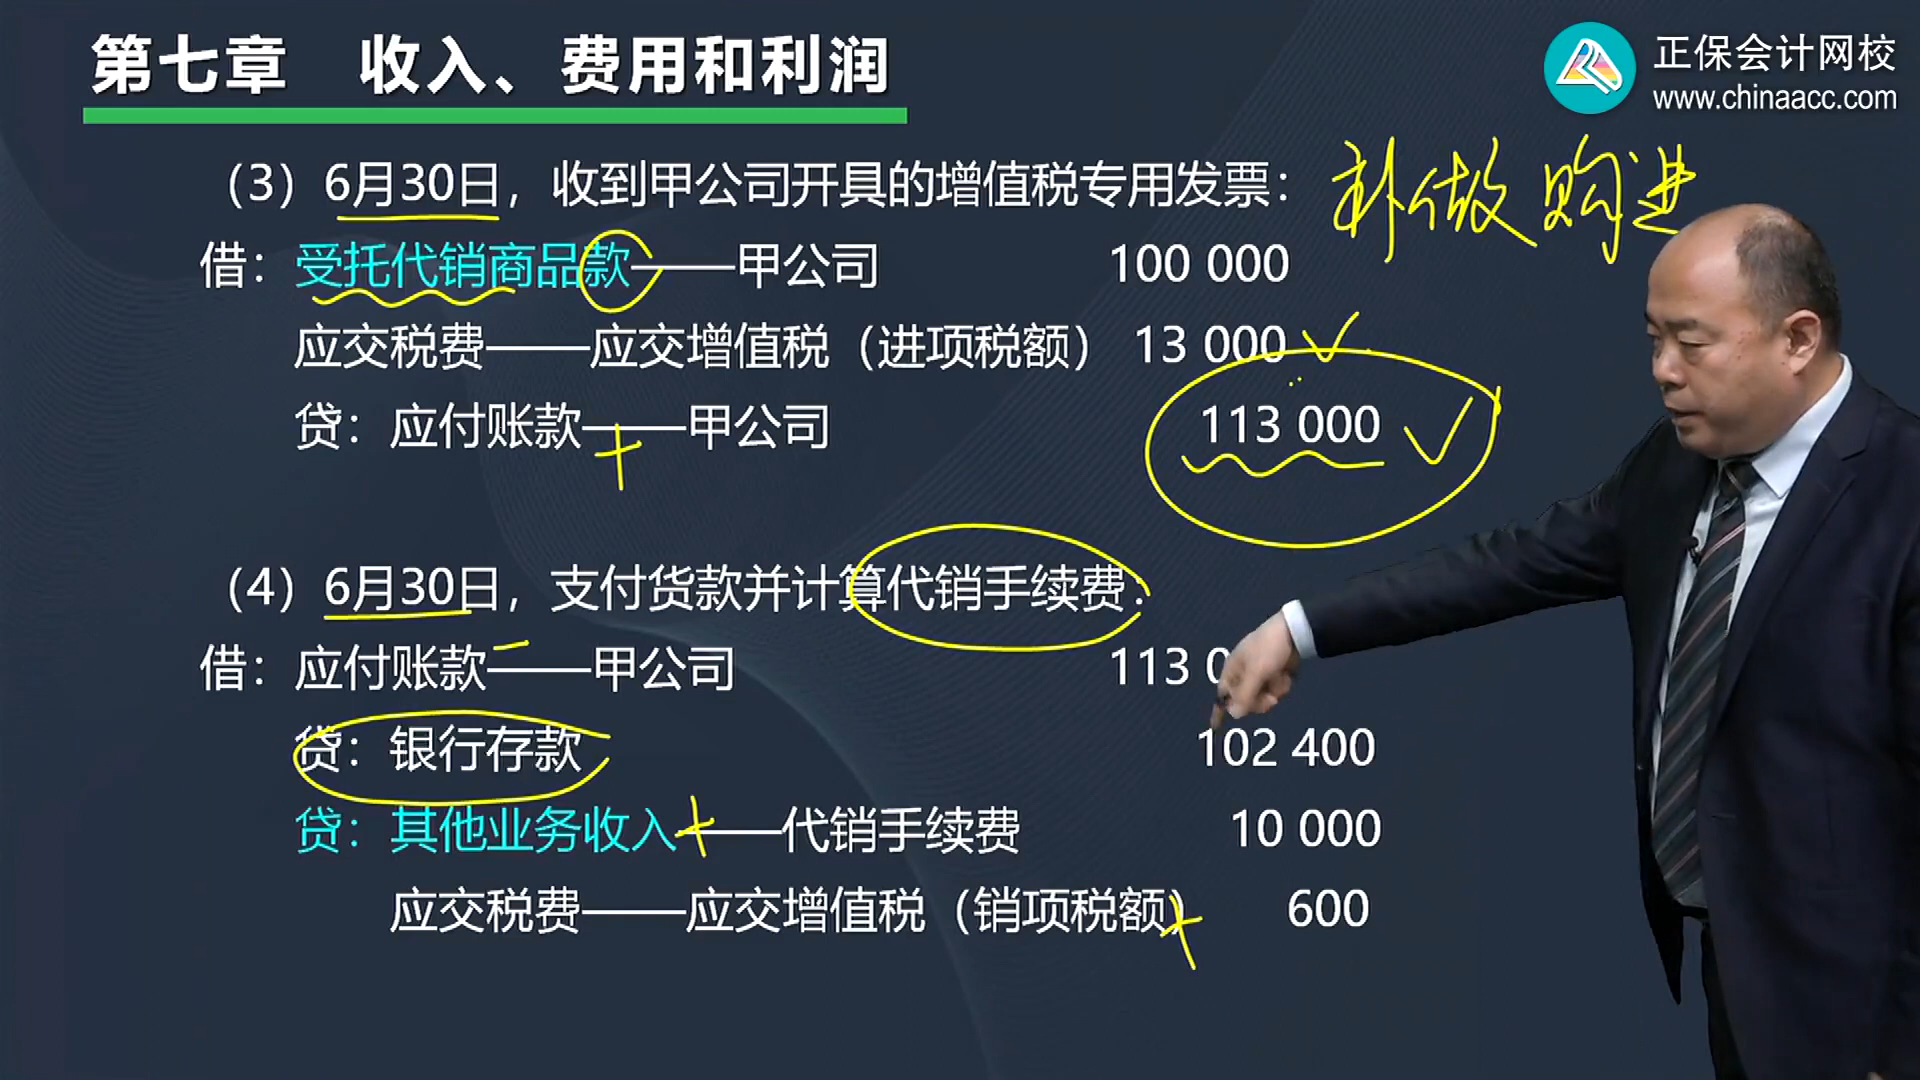 第七章 收入、费用和利润
正保会计网校
www.chinaacc.com
(3)6月30日，收到甲公司开具的增值税专用发票：
补做购进
借：受托代销商品款——甲公司 100 000
应交税费——应交增值税（进项税额） 13 000
贷：应付账款——甲公司 113 000
(4)6月30日，支付货款并计算代销手续费：
借：应付账款——甲公司 113 0
贷：银行存款 102 400
贷：其他业务收入——代销手续费 10 000
应交税费——应交增值税（销项税额） 600